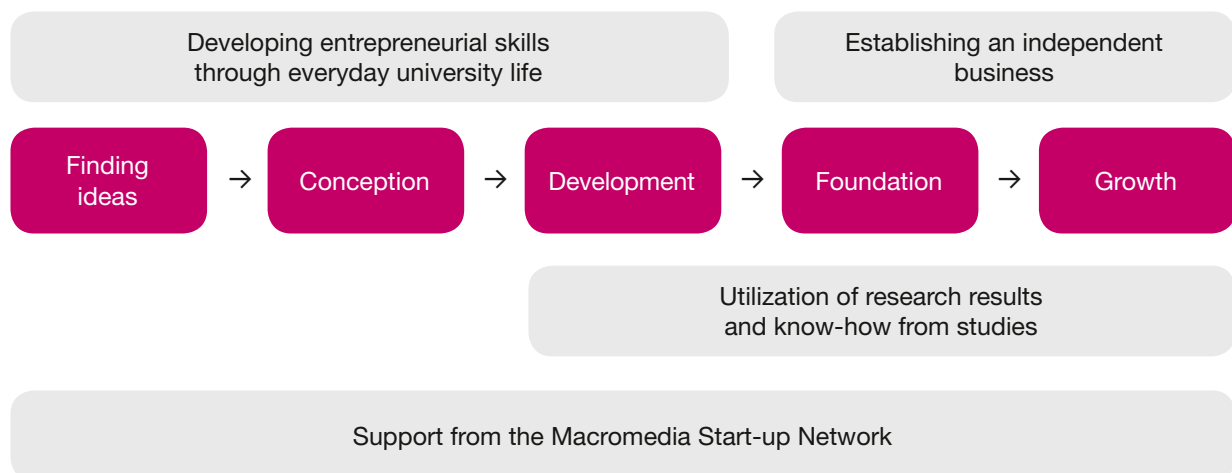 Developing entrepreneurial skills
through everyday university life
Establishing an independent
business
Finding
ideas
→
Conception
→
Development
→
Foundation
→
Growth
Utilization of research results
and know-how from studies
Support from the Macromedia Start-up Network